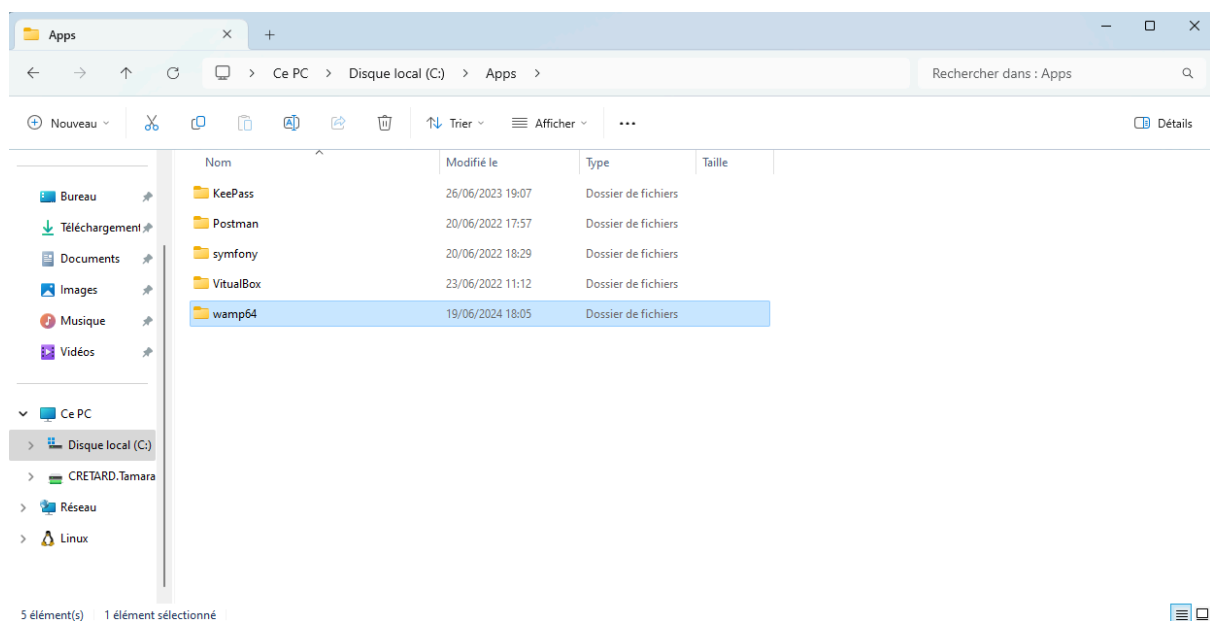 Apps
Ce PC > Disque local (C:) > Apps >
Rechercher dans : Apps
Nouveau
Trier
Afficher
Détails
Nom Modifié le Type Taille
Bureau
Téléchargement
Documents
Images
Musique
Vidéos
Ce PC
Disque local (C:)
CRETARD.Tamara
Réseau
Linux
KeePass 26/06/2023 19:07 Dossier de fichiers
Postman 20/06/2022 17:57 Dossier de fichiers
symfony 20/06/2022 18:29 Dossier de fichiers
VitualBox 23/06/2022 11:12 Dossier de fichiers
wamp64 19/06/2024 18:05 Dossier de fichiers
5 élément(s) 1 élément sélectionné